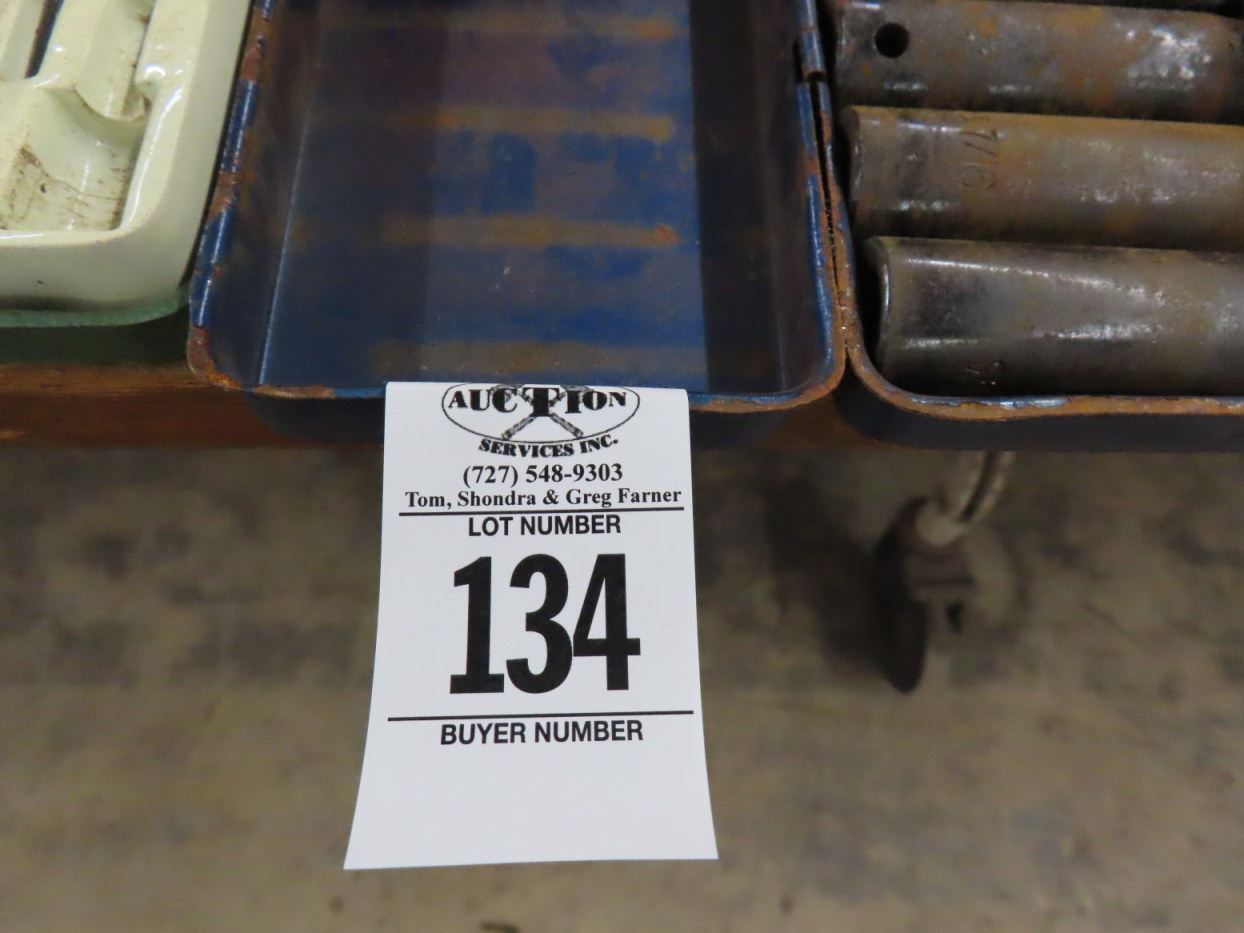 AUCTION
SERVICES INC.
(727) 548-9303
Tom, Shondra & Greg Farner
LOT NUMBER
134
BUYER NUMBER
7/16